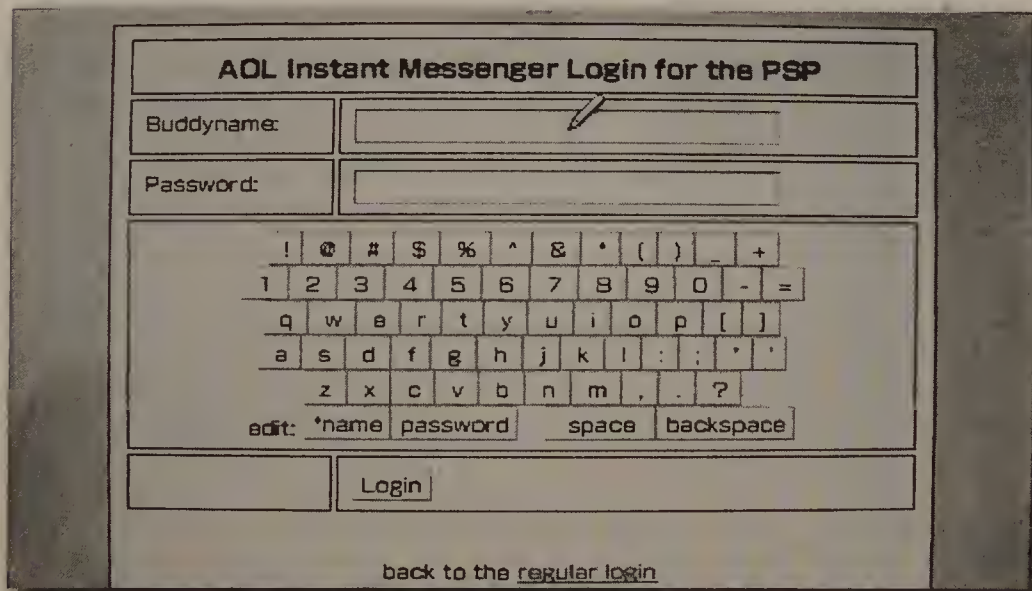 AOL Instant Messenger Login for the PSP
Buddyname:
Password:
! @ # $ % ^ & * ( ) _ +
1 2 3 4 5 6 7 8 9 0 - =
q w e r t y u i o p [ ]
a s d f g h j k l : ; " '
z x c v b n m , . ?
edit: *name password space backspace
Login
back to the regular login